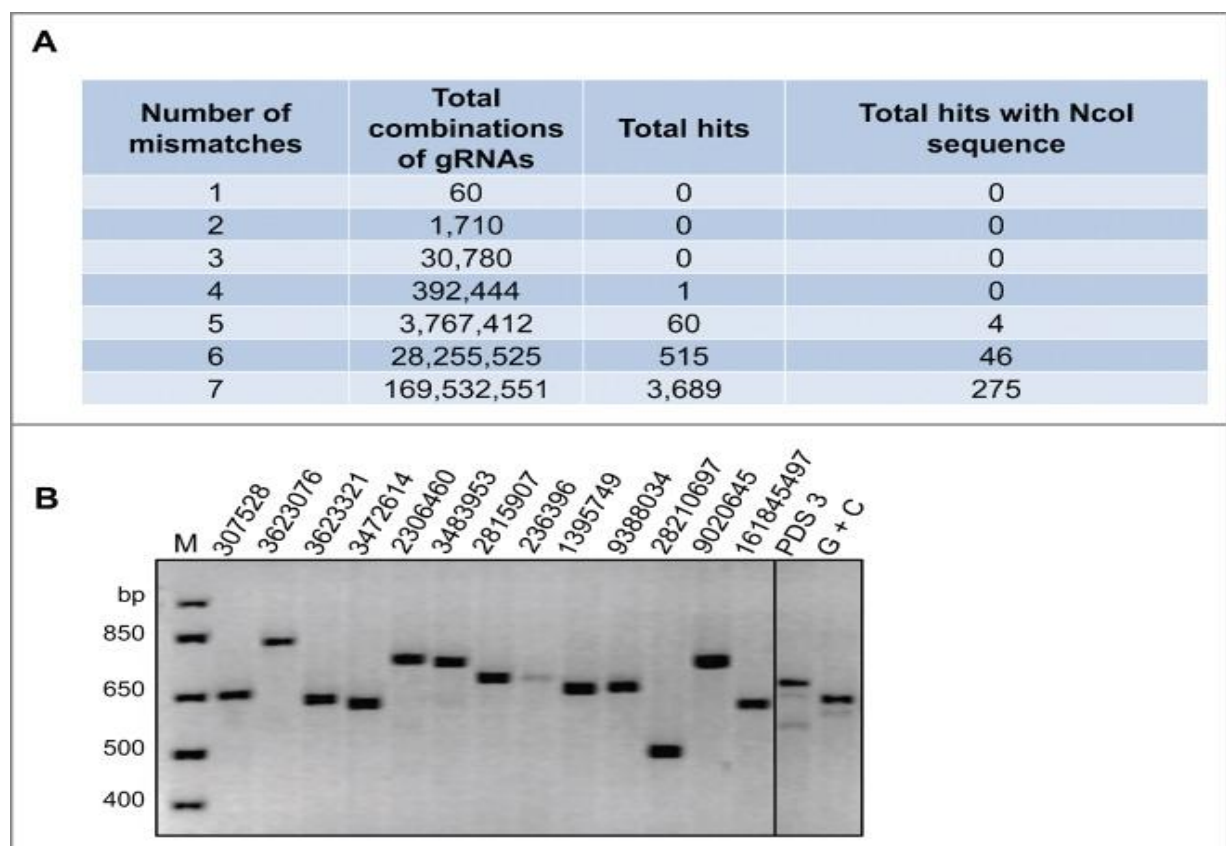 A
Number of mismatches Total combinations of gRNAs Total hits Total hits with NcoI sequence
1 60 0 0
2 1,710 0 0
3 30,780 0 0
4 392,444 1 0
5 3,767,412 60 4
6 28,255,525 515 46
7 169,532,551 3,689 275
B
M 307528 3623076 3623321 3472614 2306460 3483953 2815907 236396 1395749 9388034 28210697 9020645 161845497 PDS 3 G + C
bp
850
650
500
400